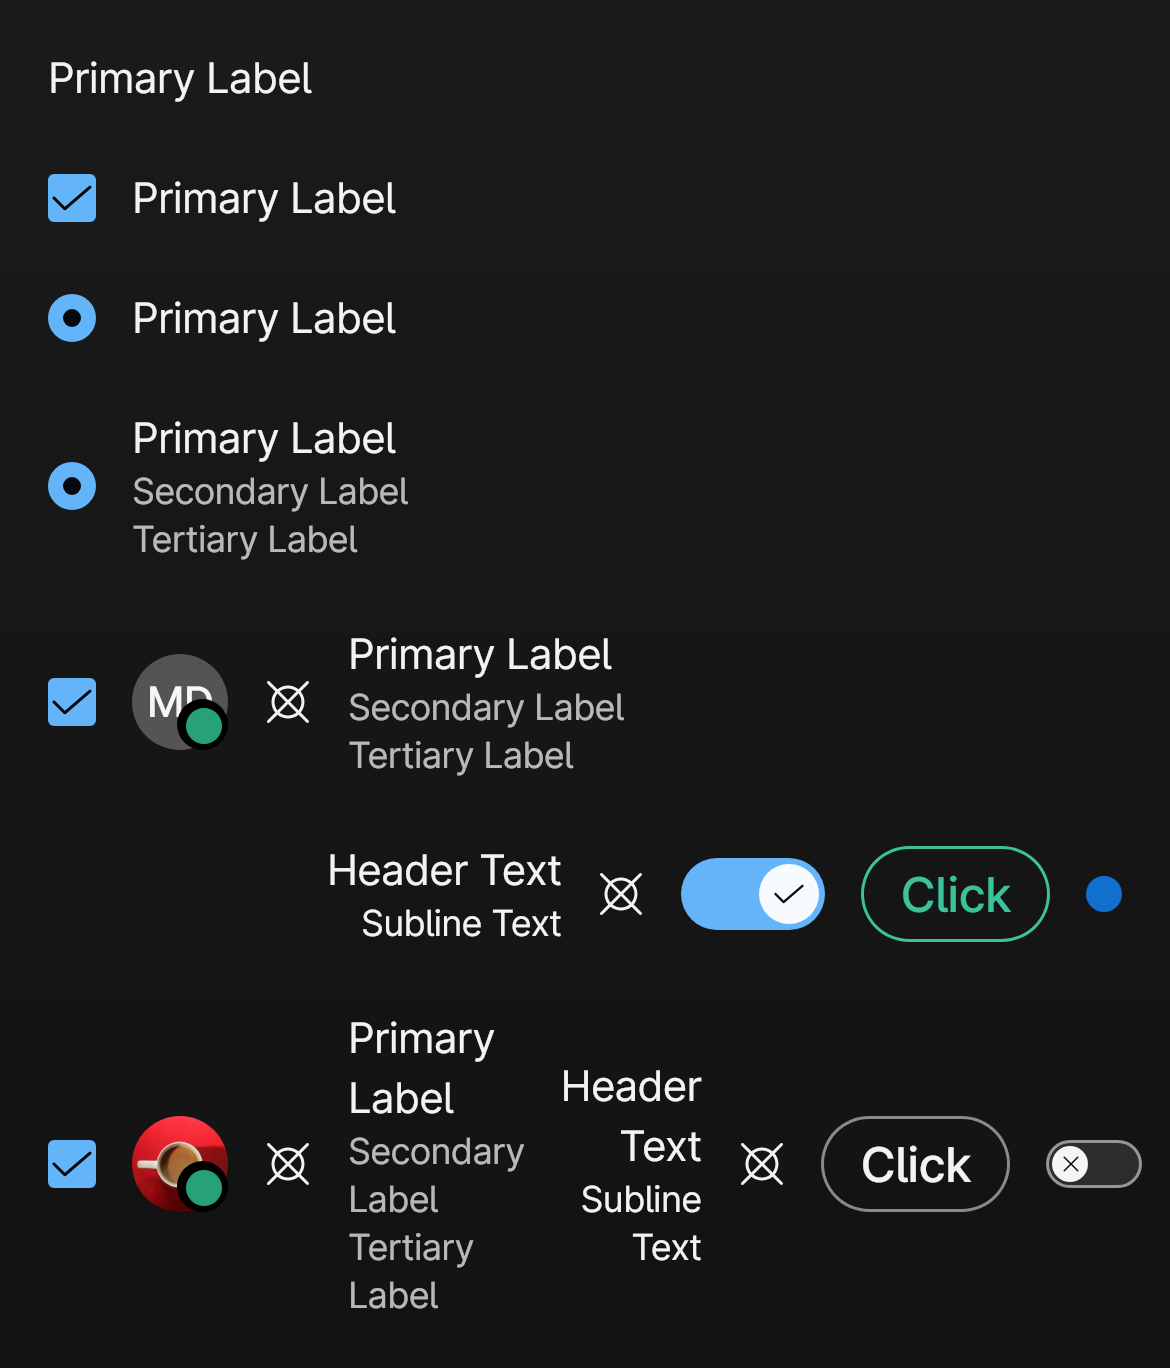 Primary Label
Primary Label
Primary Label
Primary Label
Secondary Label
Tertiary Label
MD
Primary Label
Secondary Label
Tertiary Label
Header Text
Subline Text
Click
Primary
Label
Secondary
Label
Tertiary
Label
Header
Text
Subline
Text
Click